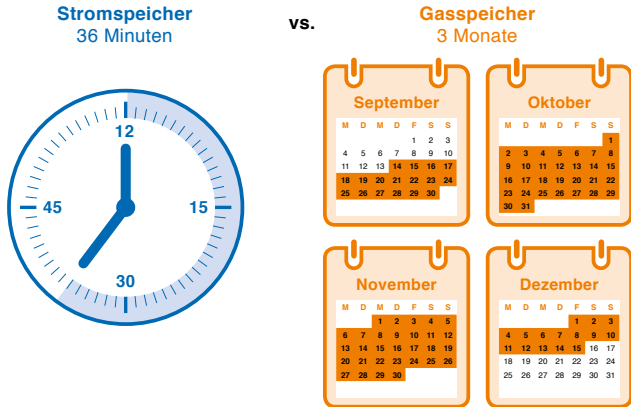 Stromspeicher
36 Minuten
vs.
Gasspeicher
3 Monate
12
15
30
45
September
M D M D F S S
1 2 3
4 5 6 7 8 9 10
11 12 13 14 15 16 17
18 19 20 21 22 23 24
25 26 27 28 29 30
Oktober
M D M D F S S
1
2 3 4 5 6 7 8
9 10 11 12 13 14 15
16 17 18 19 20 21 22
23 24 25 26 27 28 29
30 31
November
M D M D F S S
1 2 3 4 5
6 7 8 9 10 11 12
13 14 15 16 17 18 19
20 21 22 23 24 25 26
27 28 29 30
Dezember
M D M D F S S
1 2 3
4 5 6 7 8 9 10
11 12 13 14 15 16 17
18 19 20 21 22 23 24
25 26 27 28 29 30 31